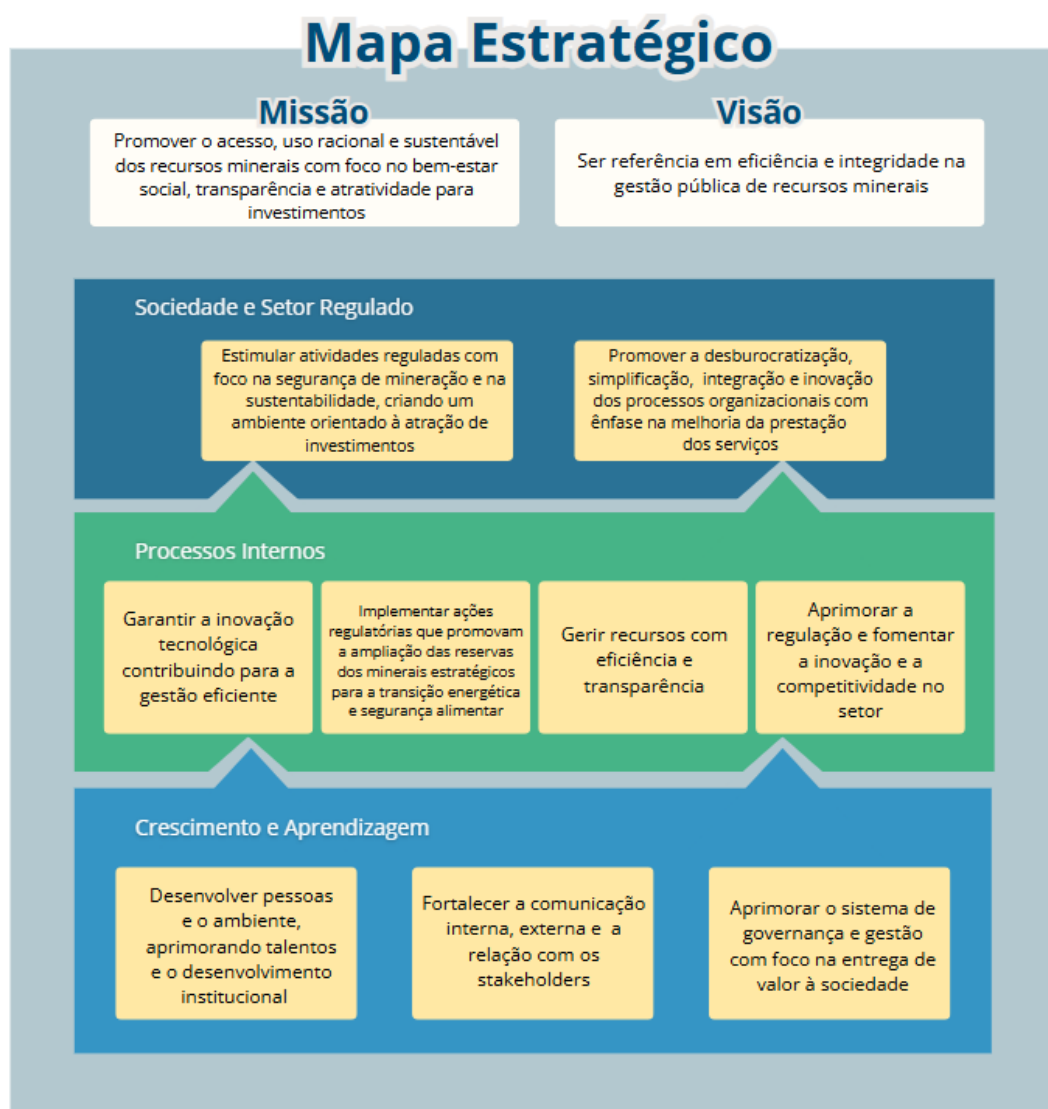 Mapa Estratégico
Missão
Promover o acesso, uso racional e sustentável
dos recursos minerais com foco no bem-estar
social, transparência e atratividade para
investimentos
Visão
Ser referência em eficiência e integridade na
gestão pública de recursos minerais
Sociedade e Setor Regulado
Estimular atividades reguladas com
foco na segurança de mineração e na
sustentabilidade, criando um
ambiente orientado à atração de
investimentos
Promover a desburocratização,
simplificação, integração e inovação
dos processos organizacionais com
ênfase na melhoria da prestação
dos serviços
Processos Internos
Garantir a inovação
tecnológica
contribuindo para a
gestão eficiente
Implementar ações
regulatórias que promovam
a ampliação das reservas
dos minerais estratégicos
para a transição energética
e segurança alimentar
Gerir recursos com
eficiência e
transparência
Aprimorar a
regulação e fomentar
a inovação e a
competitividade no
setor
Crescimento e Aprendizagem
Desenvolver pessoas
e o ambiente,
aprimorando talentos
e o desenvolvimento
institucional
Fortalecer a comunicação
interna, externa e a
relação com os
stakeholders
Aprimorar o sistema de
governança e gestão
com foco na entrega de
valor à sociedade